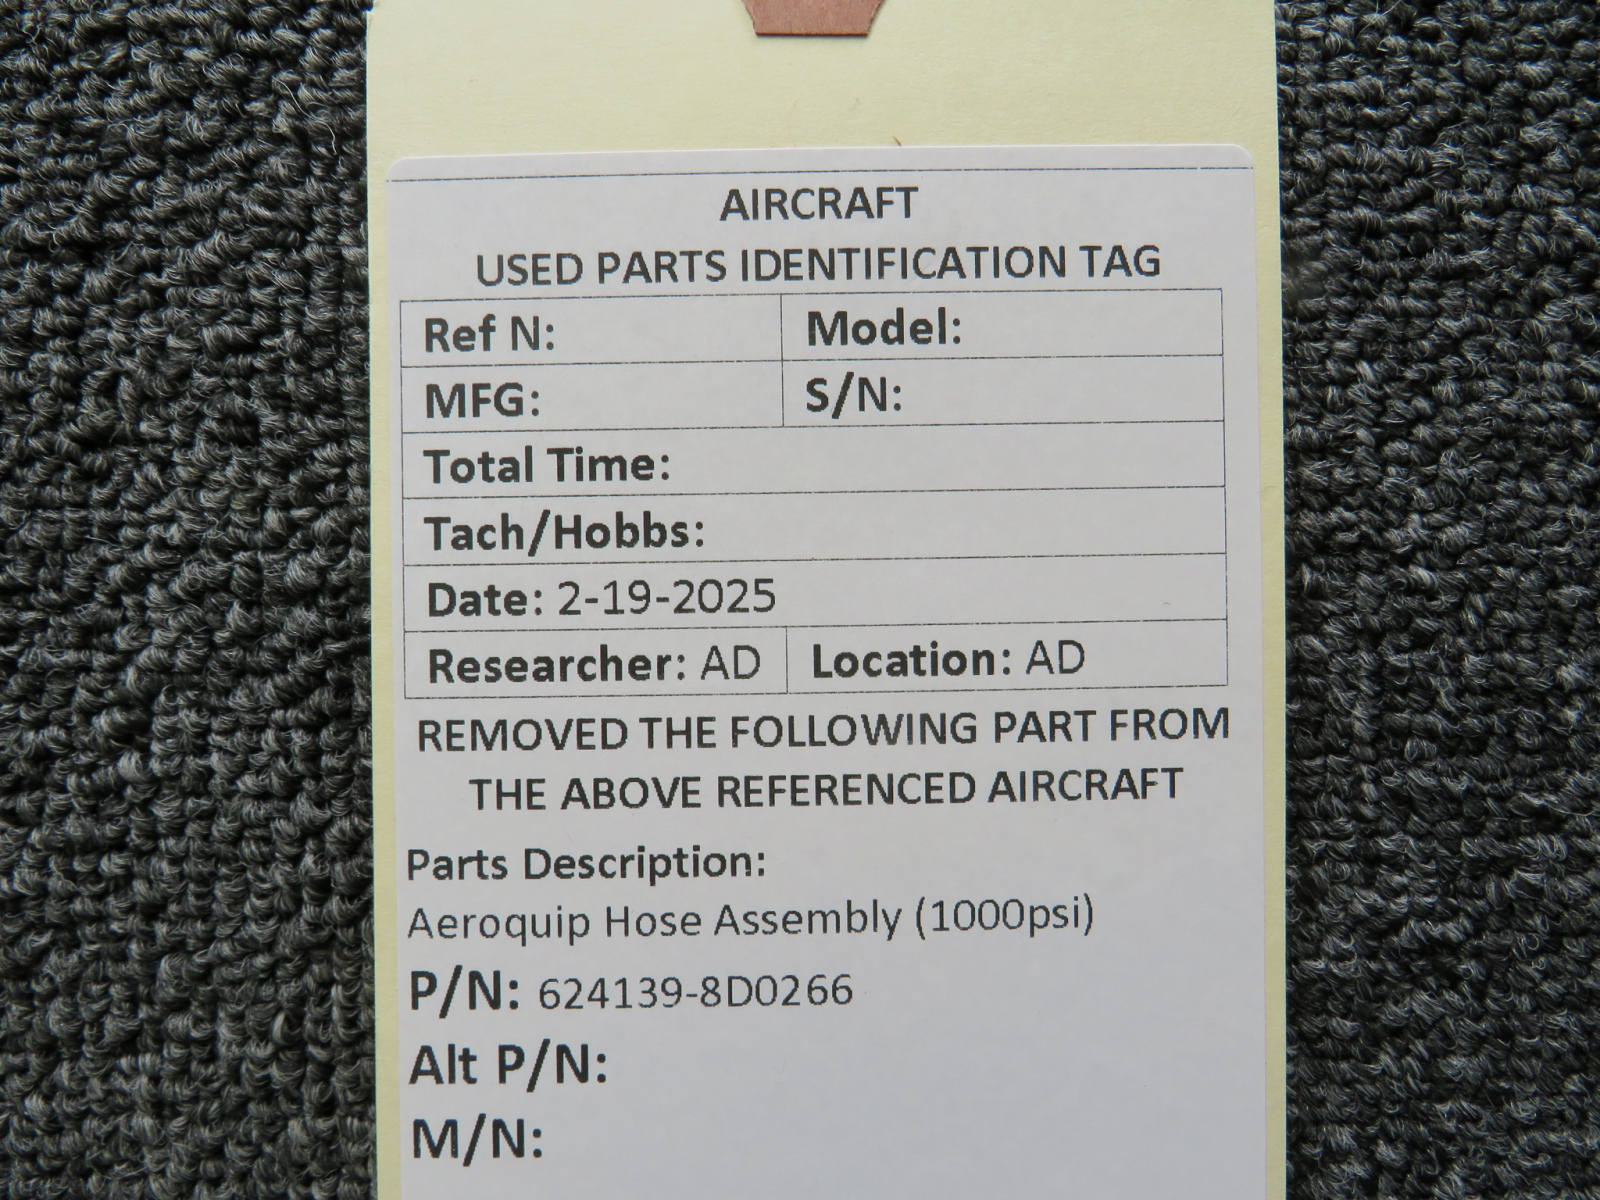 AIRCRAFT
USED PARTS IDENTIFICATION TAG
Ref N: Model:
MFG: S/N:
Total Time:
Tach/Hobbs:
Date: 2-19-2025
Researcher: AD Location: AD
REMOVED THE FOLLOWING PART FROM
THE ABOVE REFERENCED AIRCRAFT
Parts Description:
Aeroquip Hose Assembly (1000psi)
P/N: 624139-8D0266
Alt P/N:
M/N: